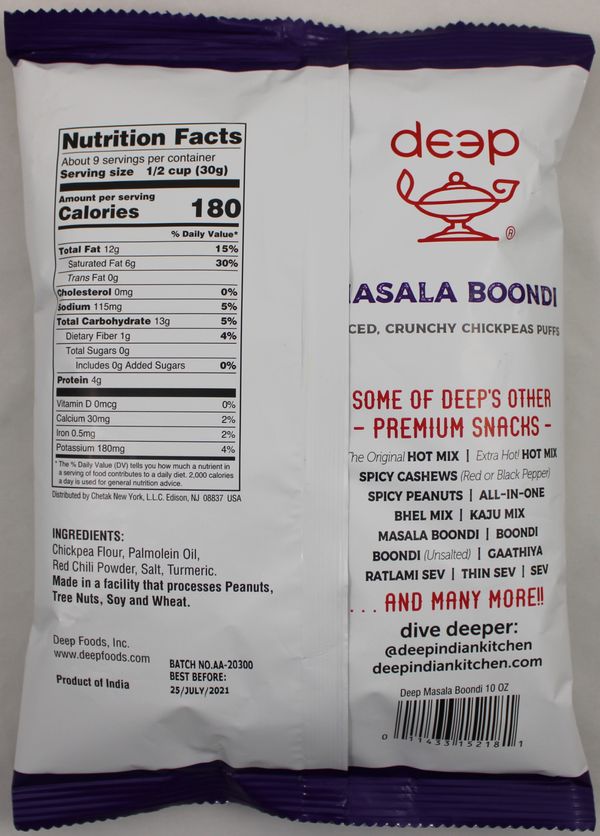 Nutrition Facts
About 9 servings per container
Serving size 1/2 cup (30g)
Amount per serving
Calories 180
% Daily Value*
Total Fat 12g 15%
Saturated Fat 6g 30%
Trans Fat 0g
Cholesterol 0mg 0%
Sodium 115mg 5%
Total Carbohydrate 13g 5%
Dietary Fiber 1g 4%
Total Sugars 0g
Includes 0g Added Sugars 0%
Protein 4g
Vitamin D 0mcg 0%
Calcium 30mg 2%
Iron 0.5mg 2%
Potassium 180mg 4%
* The % Daily Value (DV) tells you how much a nutrient in
a serving of food contributes to a daily diet. 2,000 calories
a day is used for general nutrition advice.
Distributed by Chetak New York, L.L.C. Edison, NJ 08837 USA
INGREDIENTS:
Chickpea Flour, Palmolein Oil,
Red Chili Powder, Salt, Turmeric.
Made in a facility that processes Peanuts,
Tree Nuts, Soy and Wheat.
Deep Foods, Inc.
www.deepfoods.com
Product of India
BATCH NO.AA-20300
BEST BEFORE:
25/JULY/2021
deep
®
ASALA BOONDI
CED, CRUNCHY CHICKPEAS PUFFS
SOME OF DEEP'S OTHER
- PREMIUM SNACKS -
The Original HOT MIX | Extra Hot! HOT MIX
SPICY CASHEWS (Red or Black Pepper)
SPICY PEANUTS | ALL-IN-ONE
BHEL MIX | KAJU MIX
MASALA BOONDI | BOONDI
BOONDI (Unsalted) | GAATHIYA
RATLAMI SEV | THIN SEV | SEV
... AND MANY MORE!!
dive deeper:
@deepindiankitchen
deepindiankitchen.com
Deep Masala Boondi 10 OZ
0 11433 15218 1